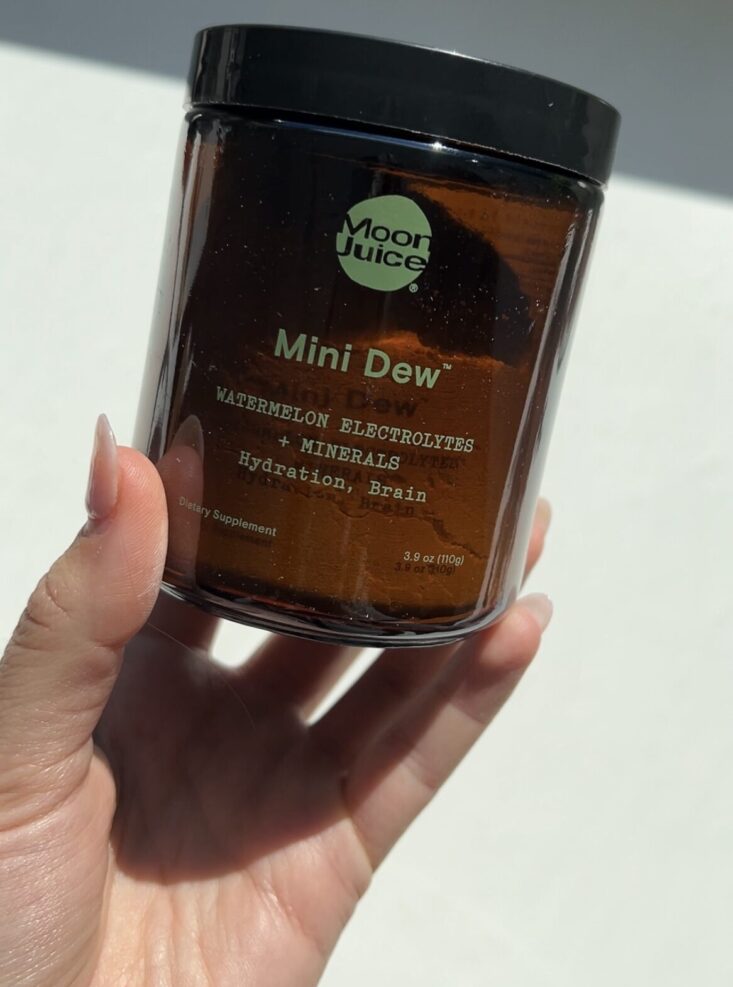 Moon
Juice
®
Mini Dew™
WATERMELON ELECTROLYTES
+ MINERALS
Hydration, Brain
Dietary Supplement
3.9 oz (110g)